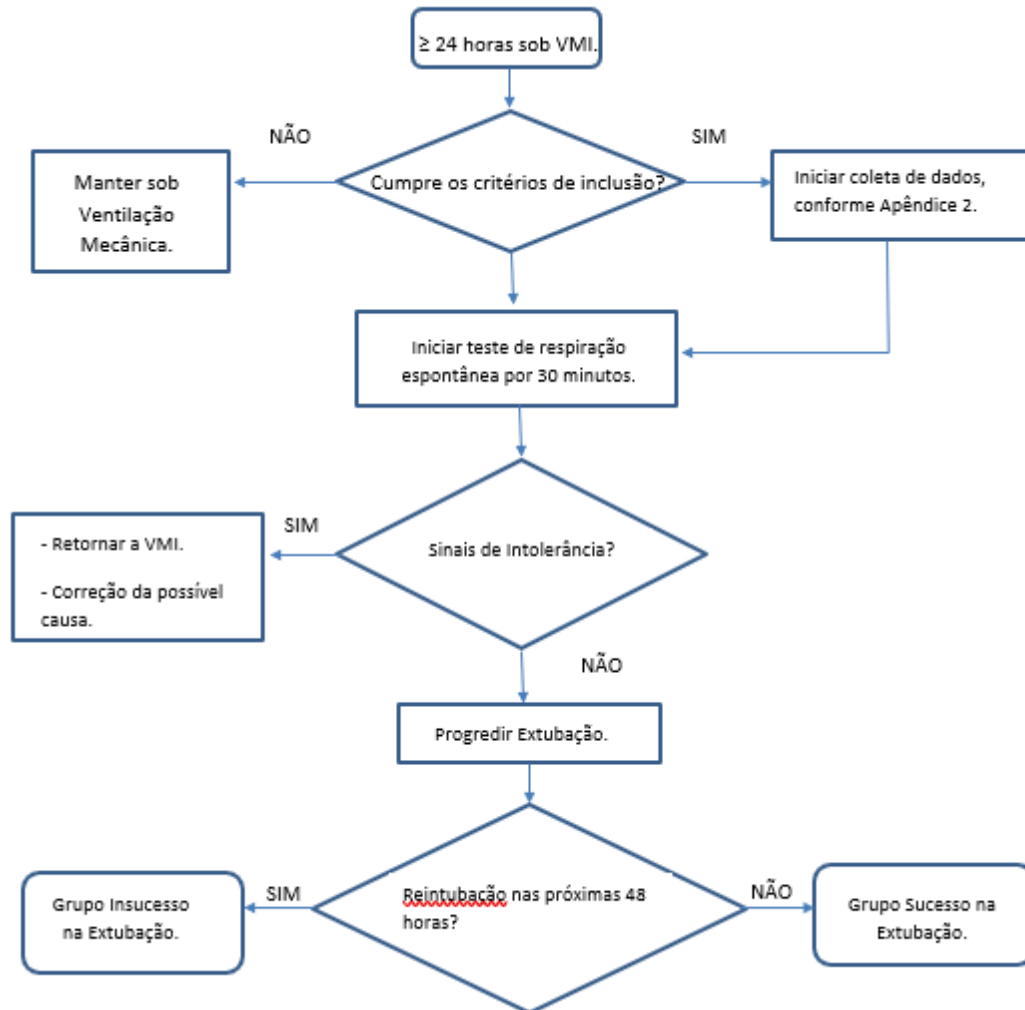 ≥ 24 horas sob VMI.
NÃO
SIM
Manter sob
Ventilação
Mecânica.
Cumpre os critérios de inclusão?
Iniciar coleta de dados,
conforme Apêndice 2.
Iniciar teste de respiração
espontânea por 30 minutos.
SIM
- Retornar a VMI.
- Correção da possível
causa.
Sinais de Intolerância?
NÃO
Progredir Extubação.
SIM
NÃO
Grupo Insucesso
na Extubação.
Reintubação nas próximas 48
horas?
Grupo Sucesso na
Extubação.